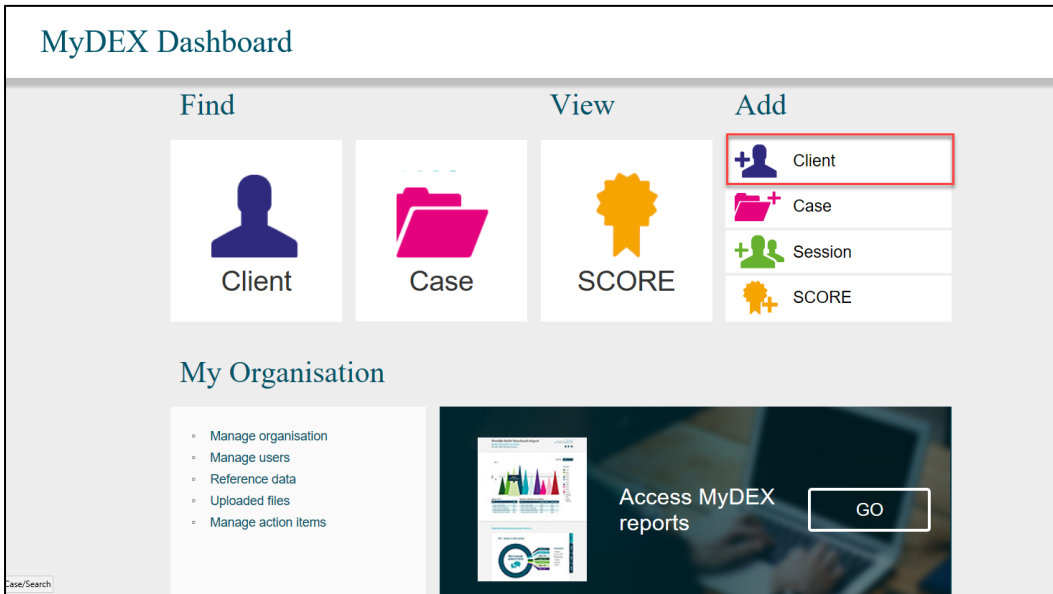 MyDEX Dashboard
Find
View
Add
Client
Case
SCORE
Client
Case
Session
SCORE
My Organisation
Manage organisation
Manage users
Reference data
Uploaded files
Manage action items
Access MyDEX
reports
GO
Case/Search